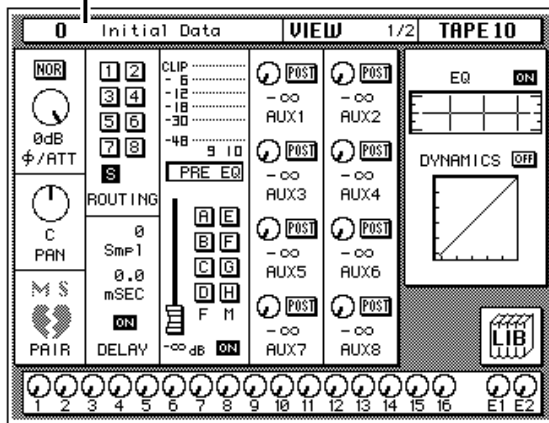 0 Initial Data VIEW 1/2 TAPE 10
NOR
0dB
ϕ/ATT
C
PAN
M S
PAIR
1 2
3 4
5 6
7 8
S
ROUTING
0
Smpl
0.0
mSEC
ON
DELAY
CLIP
- 6
- 12
- 18
-30
-48
9 10
PRE EQ
A E
B F
C G
D H
F M
-∞ dB ON
POST POST
-∞ -∞
AUX1 AUX2
POST POST
-∞ -∞
AUX3 AUX4
POST POST
-∞ -∞
AUX5 AUX6
POST POST
-∞ -∞
AUX7 AUX8
EQ ON
DYNAMICS OFF
LIB
1 2 3 4 5 6 7 8 9 10 11 12 13 14 15 16 E1 E2